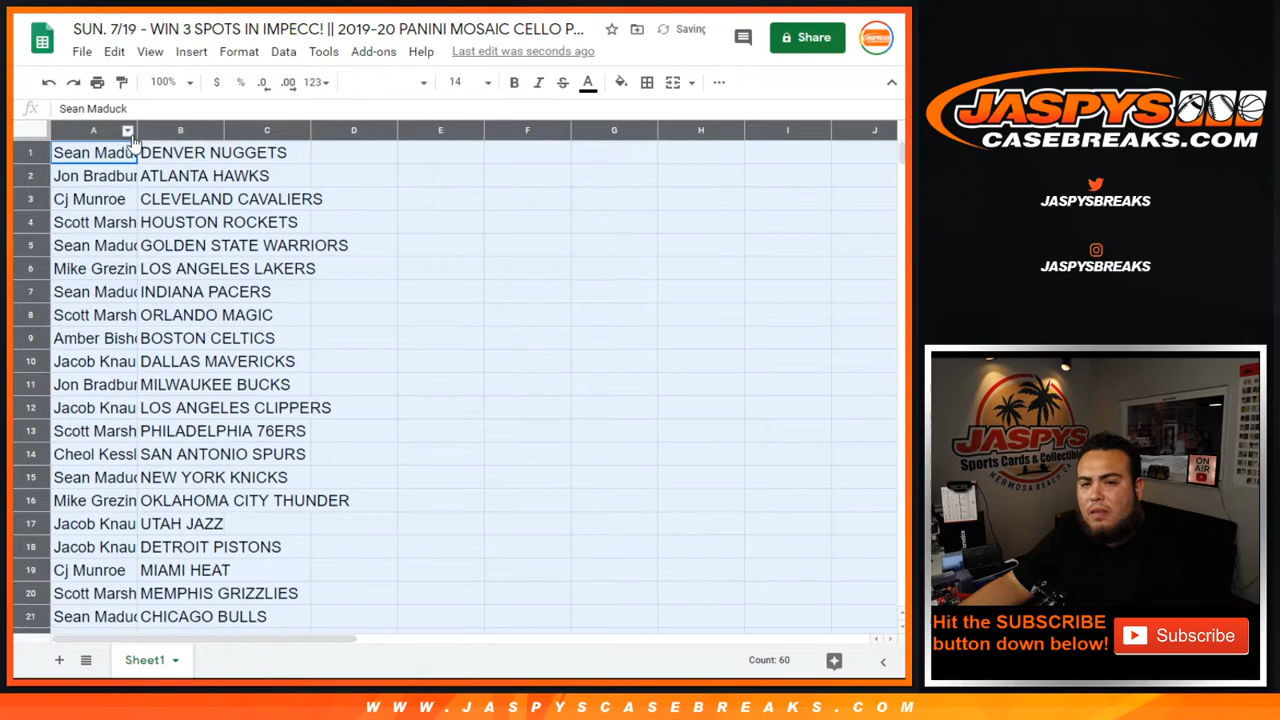 SUN. 7/19 - WIN 3 SPOTS IN IMPECC! || 2019-20 PANINI MOSAIC CELLO P...
Saving
Share
File Edit View Insert Format Data Tools Add-ons Help Last edit was seconds ago
100% $ % .0 .00 123 14 B I S A
fx Sean Maduck
A B C D E F G H I J
1 Sean Maduc DENVER NUGGETS
2 Jon Bradbur ATLANTA HAWKS
3 Cj Munroe CLEVELAND CAVALIERS
4 Scott Marsh HOUSTON ROCKETS
5 Sean Maduc GOLDEN STATE WARRIORS
6 Mike Grezin LOS ANGELES LAKERS
7 Sean Maduc INDIANA PACERS
8 Scott Marsh ORLANDO MAGIC
9 Amber Bisho BOSTON CELTICS
10 Jacob Knau DALLAS MAVERICKS
11 Jon Bradbur MILWAUKEE BUCKS
12 Jacob Knau LOS ANGELES CLIPPERS
13 Scott Marsh PHILADELPHIA 76ERS
14 Cheol Kessl SAN ANTONIO SPURS
15 Sean Maduc NEW YORK KNICKS
16 Mike Grezin OKLAHOMA CITY THUNDER
17 Jacob Knau UTAH JAZZ
18 Jacob Knau DETROIT PISTONS
19 Cj Munroe MIAMI HEAT
20 Scott Marsh MEMPHIS GRIZZLIES
21 Sean Maduc CHICAGO BULLS
Sheet1
Count: 60
JASPYS
CASEBREAKS.COM
JASPYSBREAKS
JASPYSBREAKS
JASPYS
Sports Cards & Collectibl
HERMOSA BEACH, CA
ON AIR
Hit the SUBSCRIBE
button down below!
Subscribe
WWW.JASPYSCASEBREAKS.COM